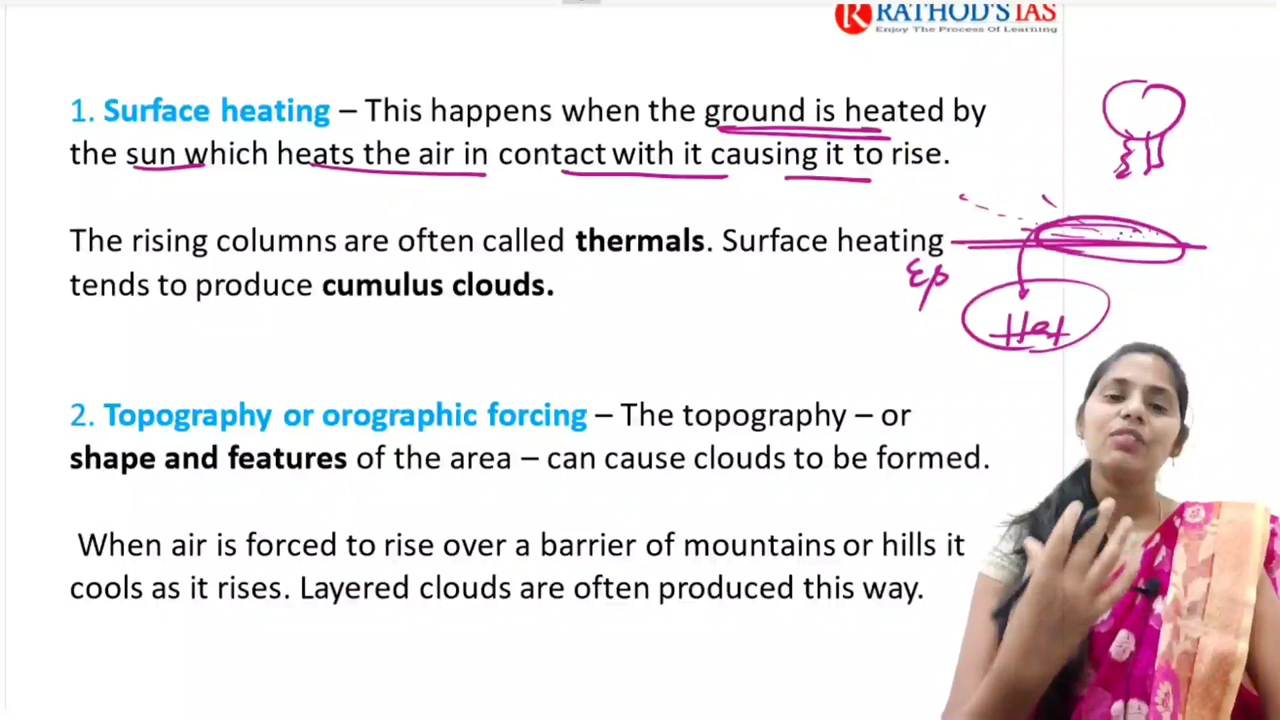 RATHOD'S IAS
Enjoy The Process Of Learning
1. Surface heating – This happens when the ground is heated by
the sun which heats the air in contact with it causing it to rise.
The rising columns are often called thermals. Surface heating
tends to produce cumulus clouds.
2. Topography or orographic forcing – The topography – or
shape and features of the area – can cause clouds to be formed.
When air is forced to rise over a barrier of mountains or hills it
cools as it rises. Layered clouds are often produced this way.